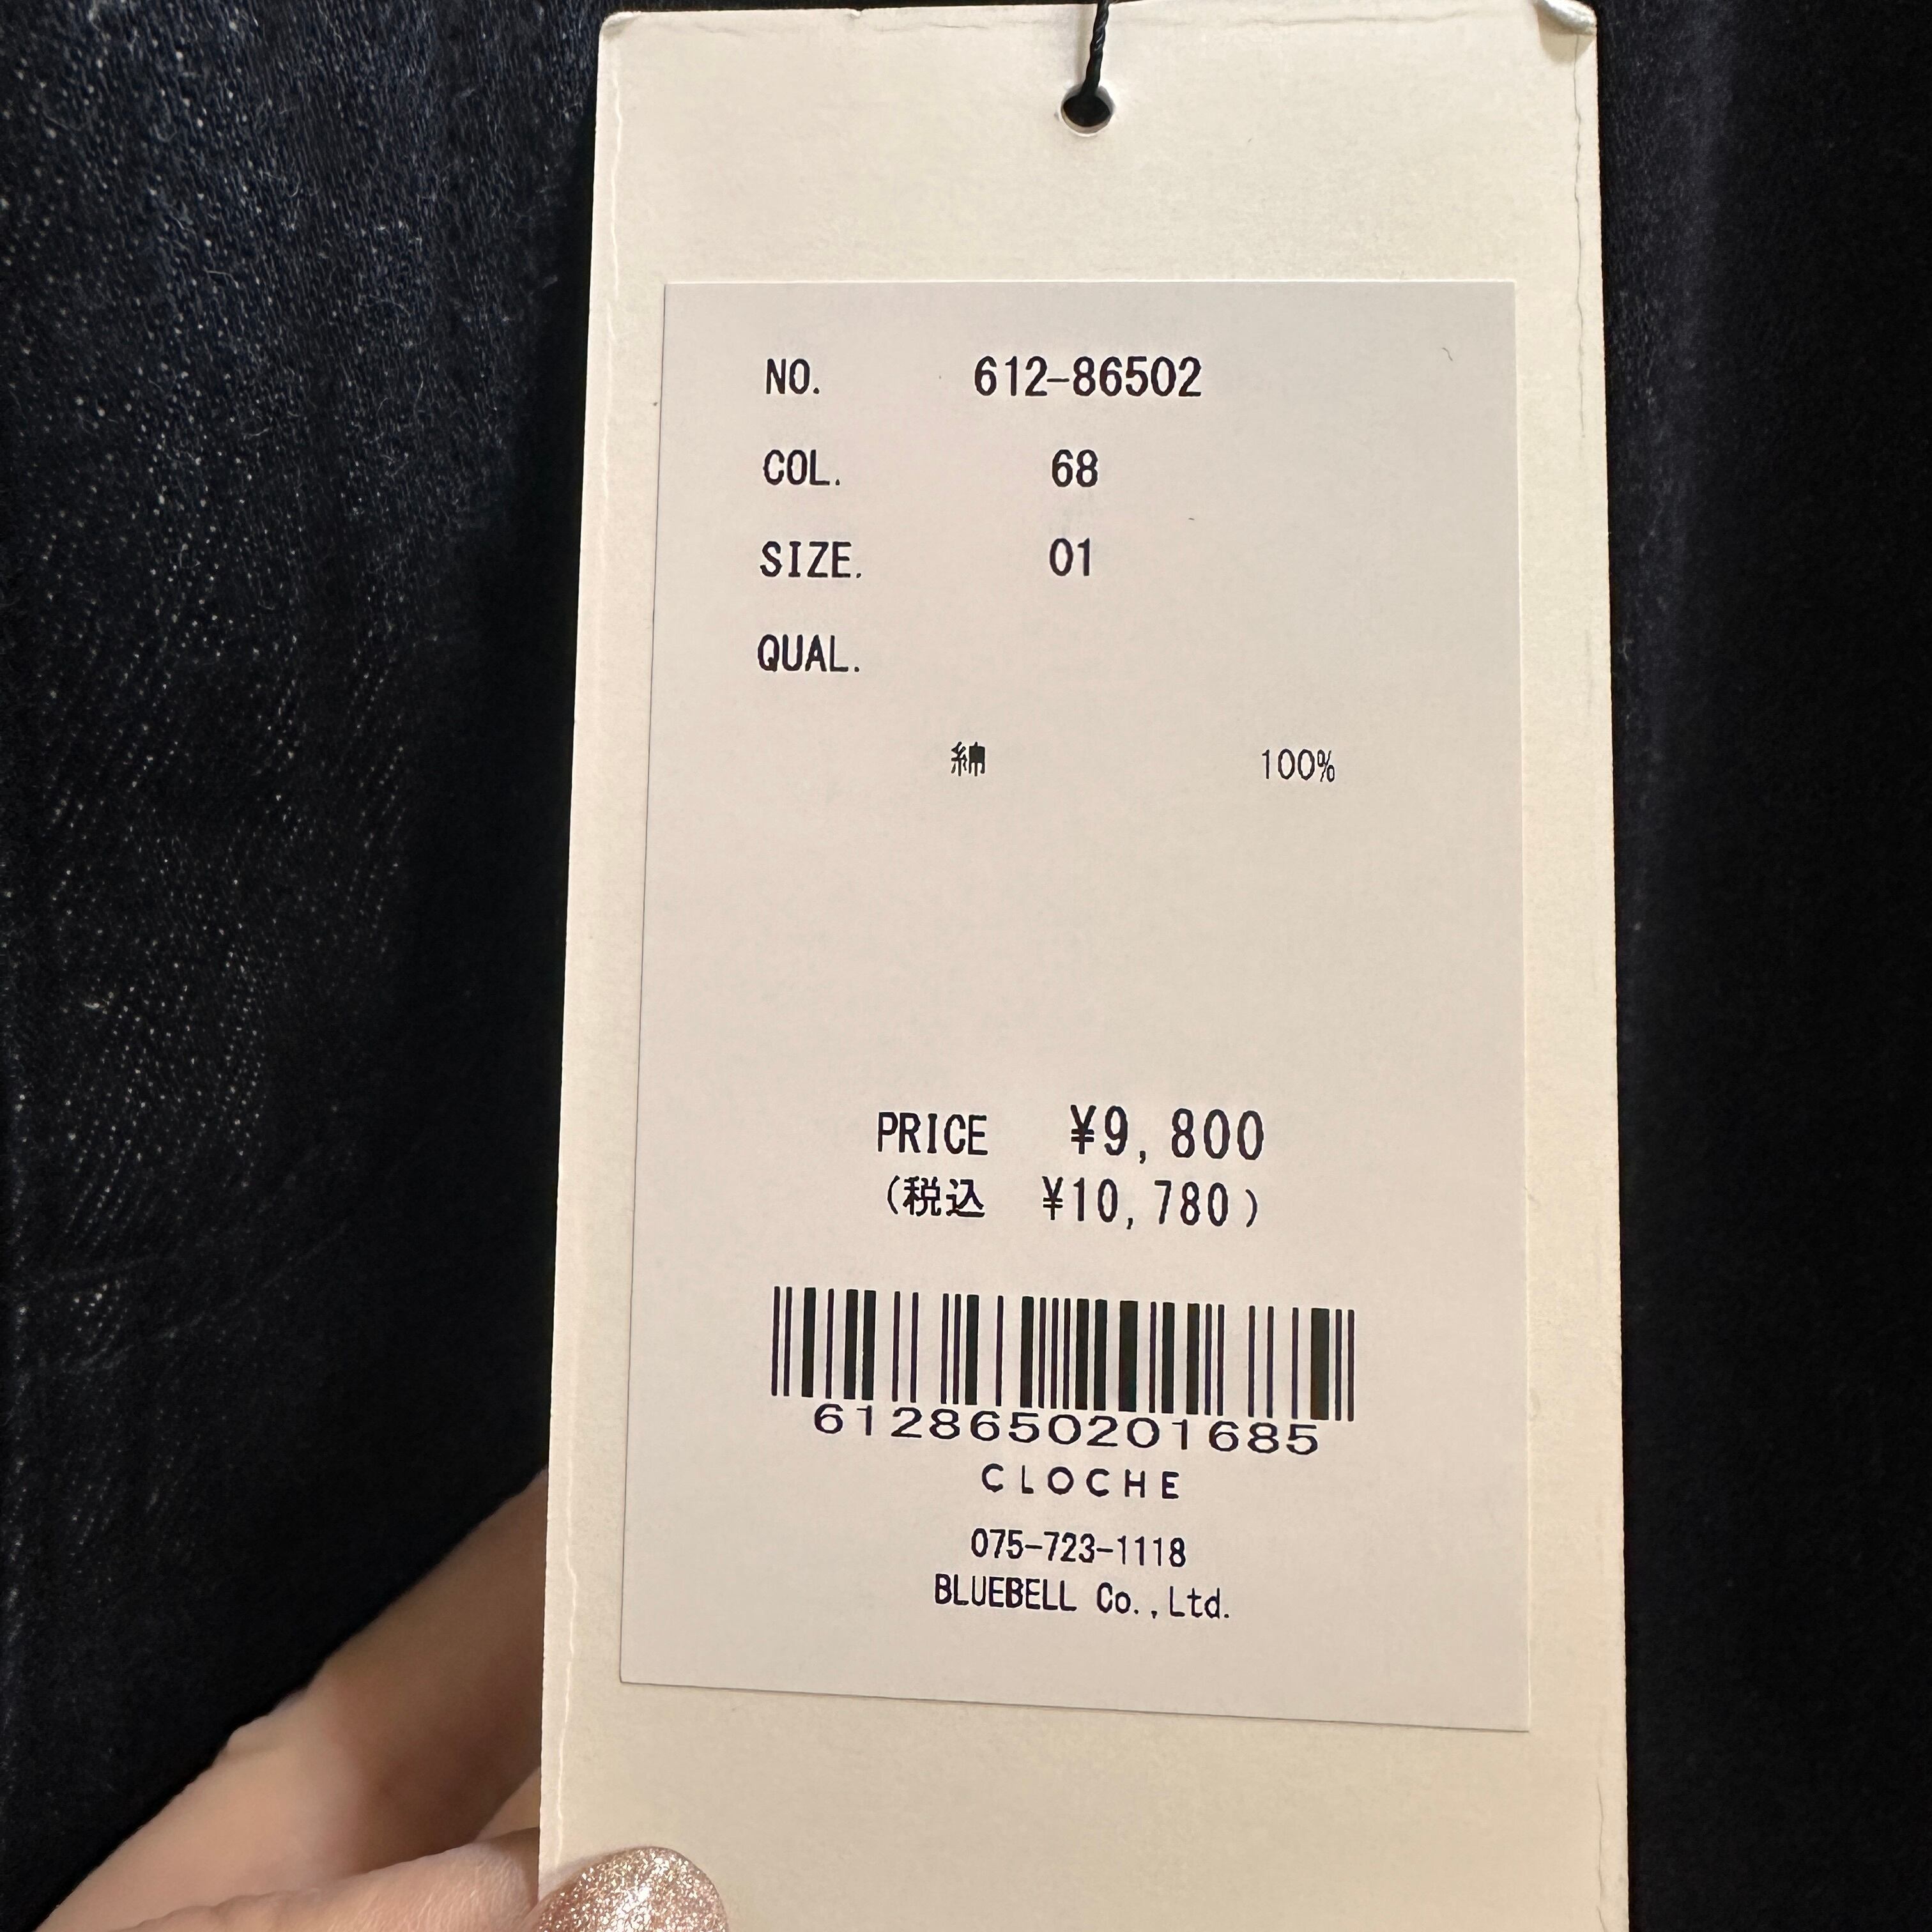 NO. 612-86502
COL. 68
SIZE. 01
QUAL.
綿 100%
PRICE ¥9,800
(税込 ¥10,780)
6128650201685
CLOCHE
075-723-1118
BLUEBELL Co.,Ltd.